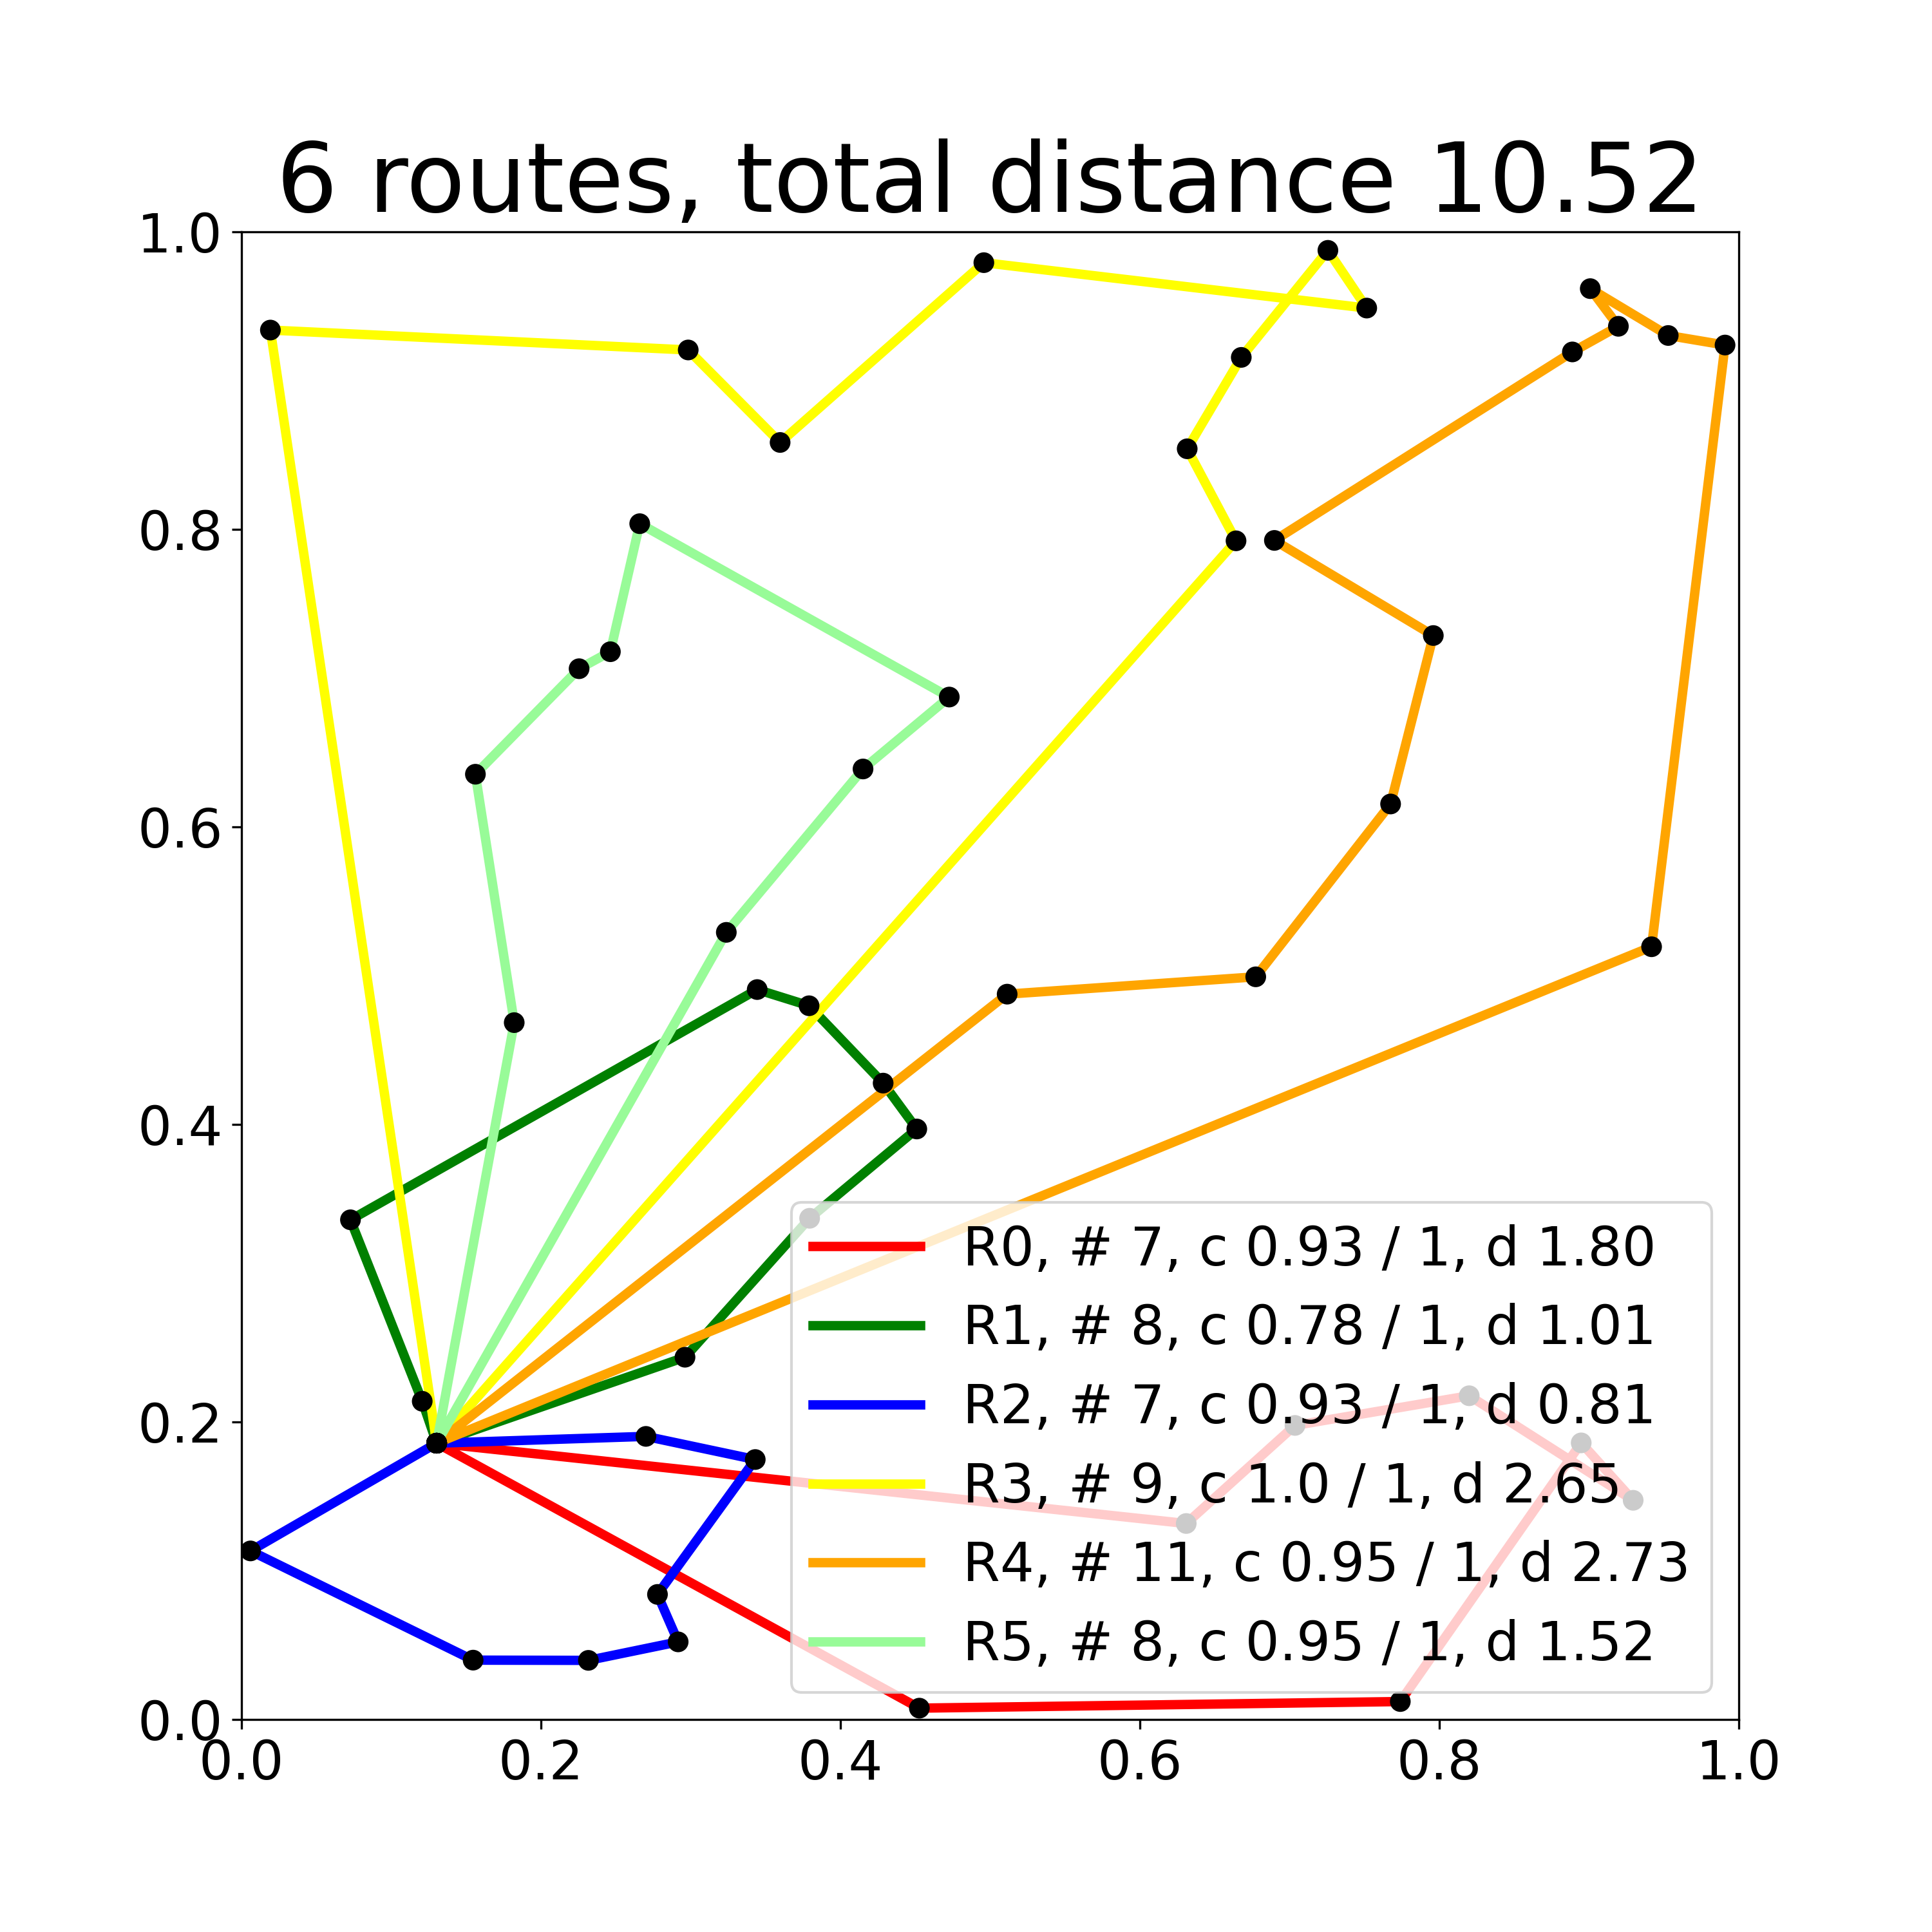 6 routes, total distance 10.52
1.0
0.8
0.6
0.4
0.2
0.0
0.0 0.2 0.4 0.6 0.8 1.0
R0, # 7, c 0.93 / 1, d 1.80
R1, # 8, c 0.78 / 1, d 1.01
R2, # 7, c 0.93 / 1, d 0.81
R3, # 9, c 1.0 / 1, d 2.65
R4, # 11, c 0.95 / 1, d 2.73
R5, # 8, c 0.95 / 1, d 1.52